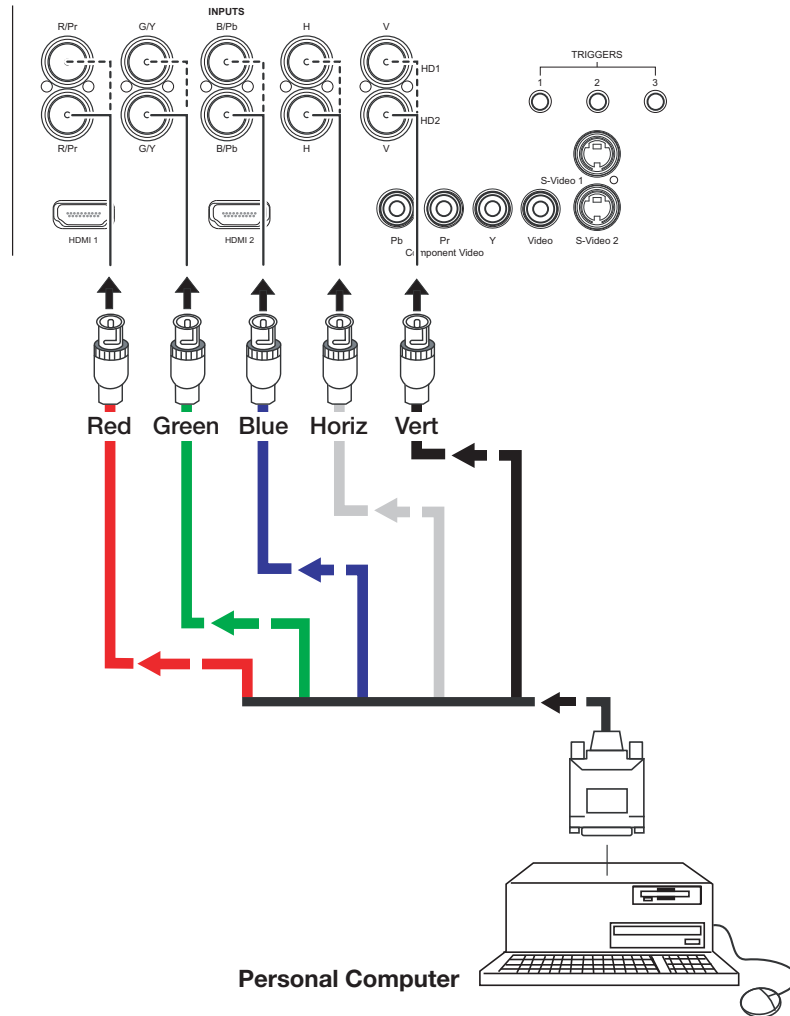 INPUTS
R/Pr G/Y B/Pb H V
HD1
TRIGGERS
1 2 3
HD2
R/Pr G/Y B/Pb H V
S-Video 1
HDMI 1 HDMI 2
Pb Pr Y Video S-Video 2
Component Video
Red Green Blue Horiz Vert
Personal Computer